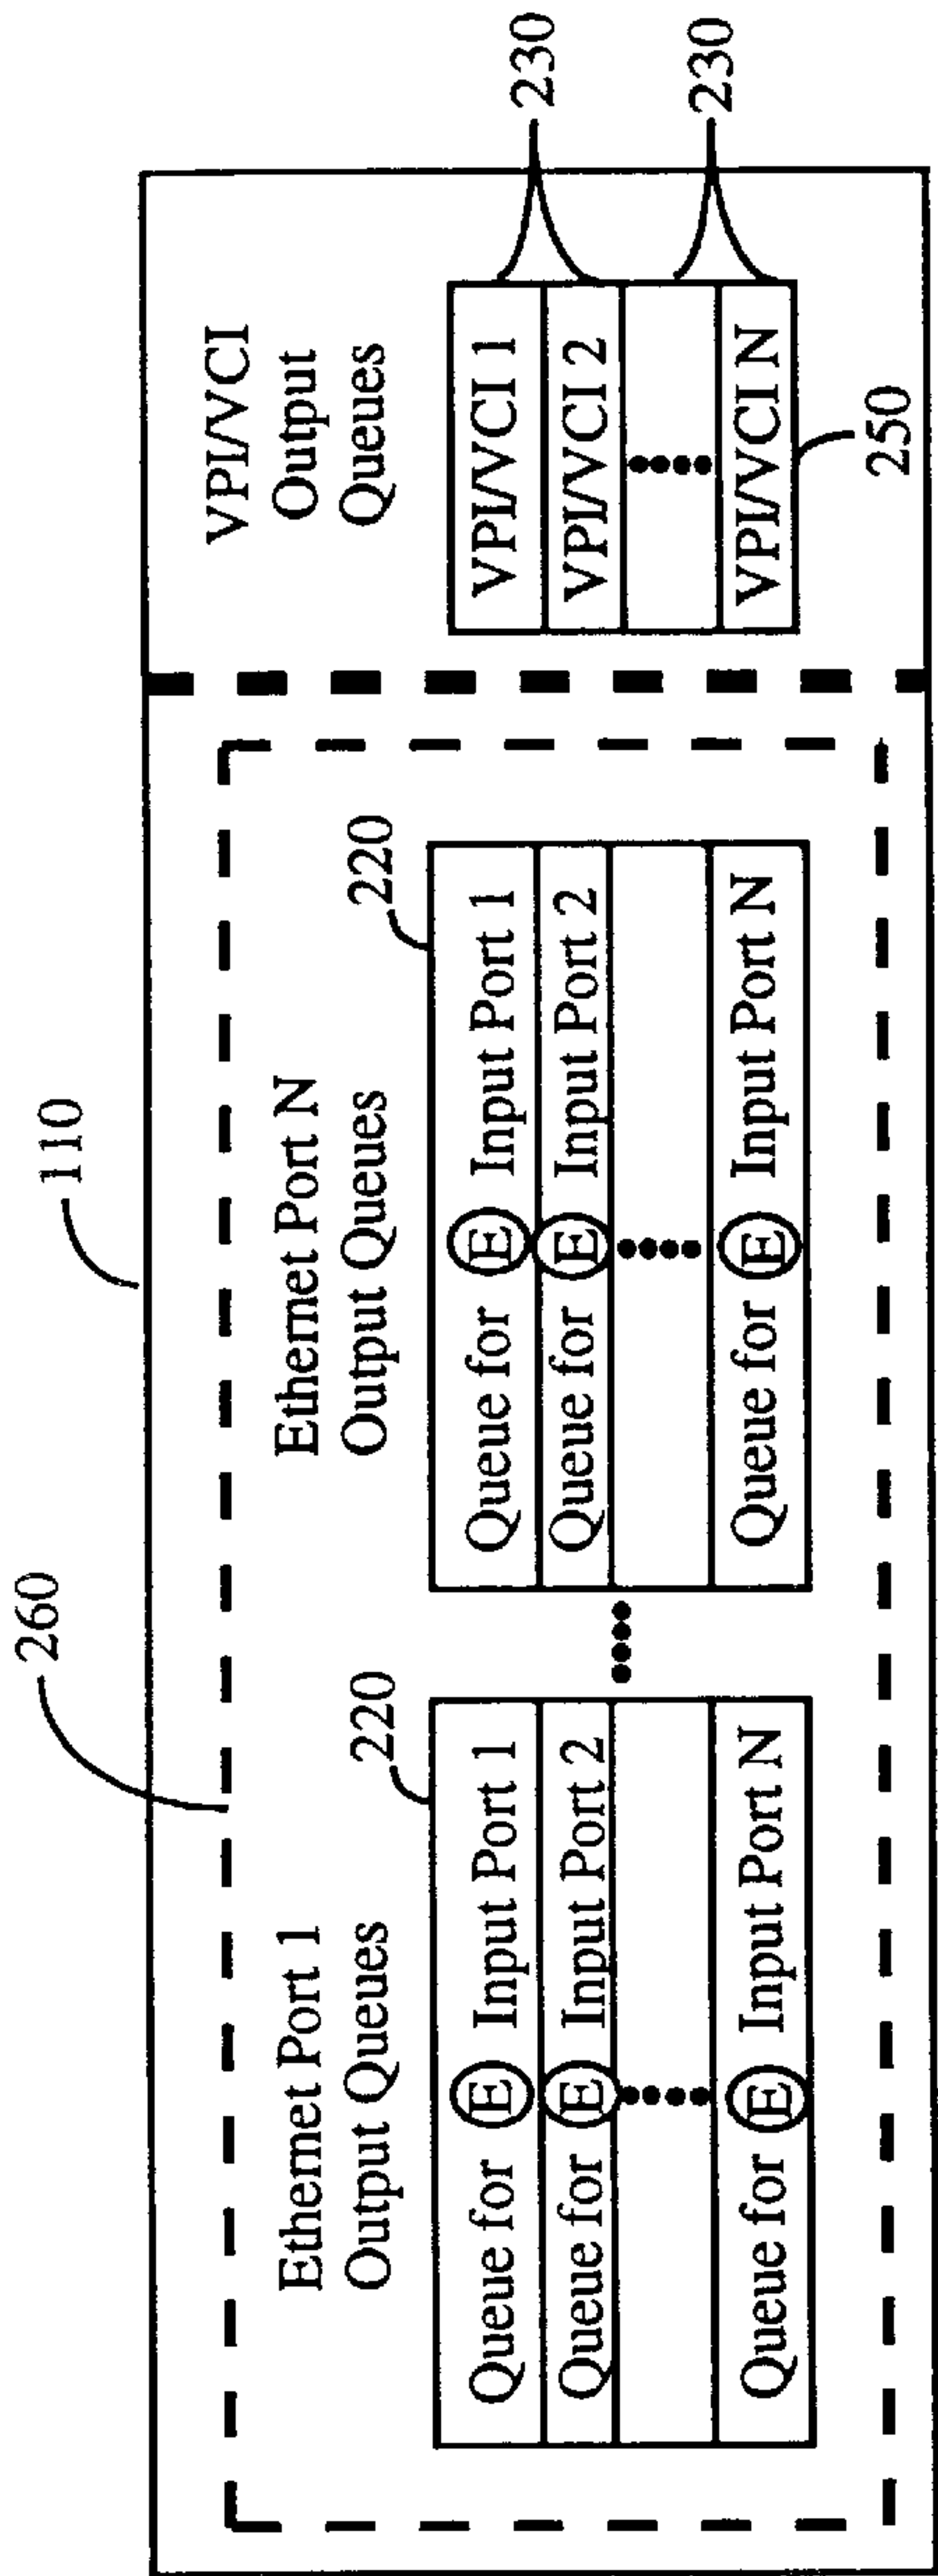 110
260
Ethernet Port 1
Output Queues
220
Queue for E Input Port 1
Queue for E Input Port 2
Queue for E Input Port N
Ethernet Port N
Output Queues
220
Queue for E Input Port 1
Queue for E Input Port 2
Queue for E Input Port N
VPI/VCI
Output
Queues
VPI/VCI 1
VPI/VCI 2
VPI/VCI N
230
230
250